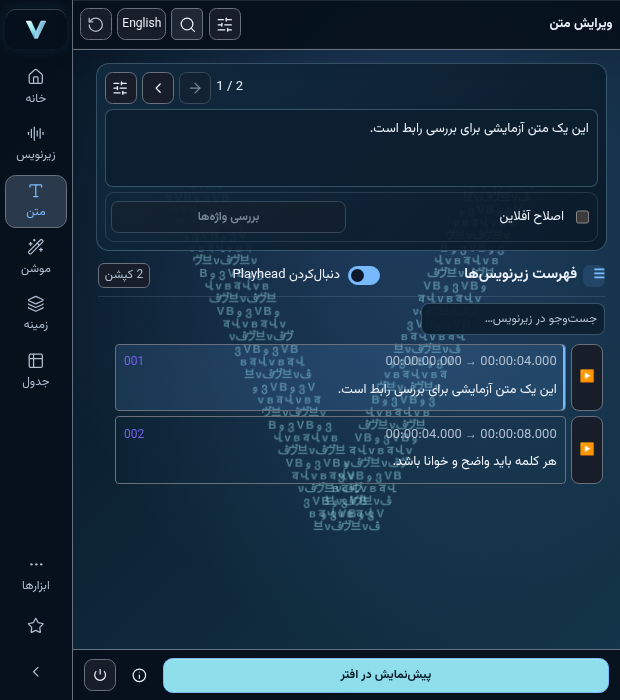 ویرایش متن
English
خانه
زیرنویس
متن
موشن
زمینه
جدول
ابزارها
1 / 2
این یک متن آزمایشی برای بررسی رابط است.
اصلاح آفلاین
بررسی واژه‌ها
فهرست زیرنویس‌ها
دنبال‌کردن Playhead
2 کپشن
جست‌وجو در زیرنویس...
001
00:00:00.000 → 00:00:04.000
این یک متن آزمایشی برای بررسی رابط است.
002
00:00:04.000 → 00:00:08.000
هر کلمه باید واضح و خوانا باشد.
پیش‌نمایش در افتر